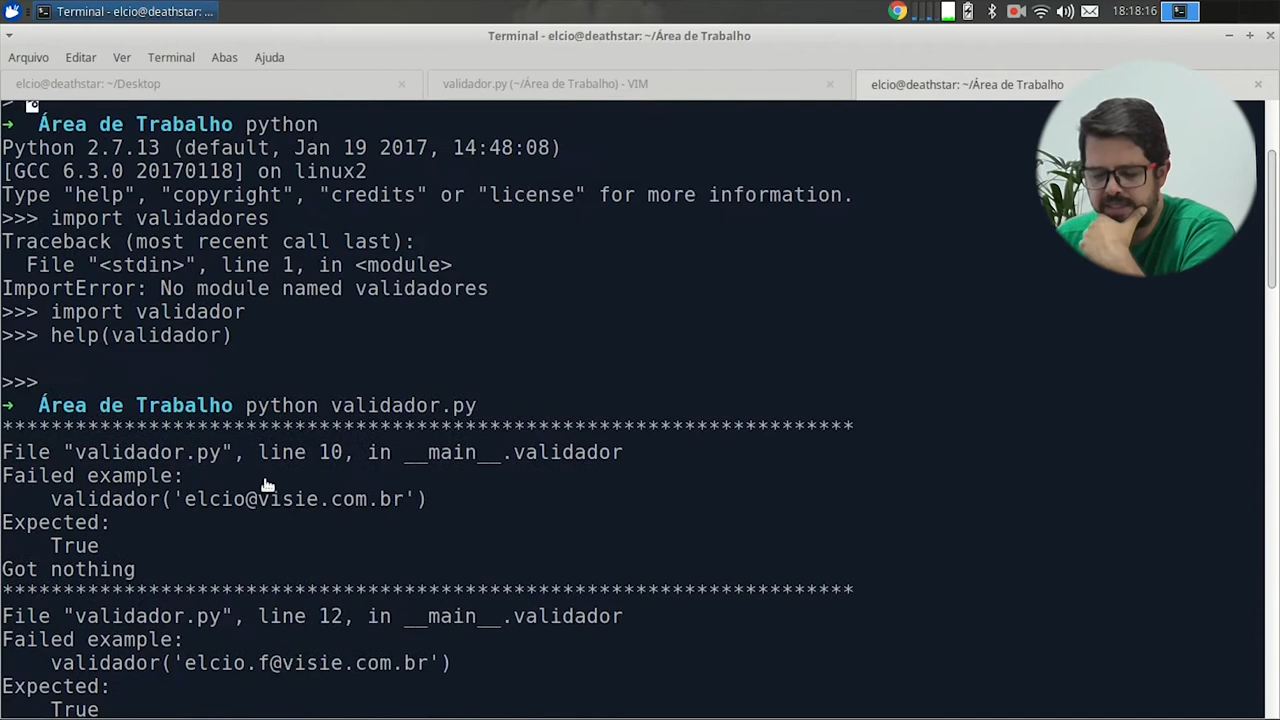 Terminal - elcio@deathstar: ...
18:18:16
Terminal - elcio@deathstar: ~/Área de Trabalho
Arquivo Editar Ver Terminal Abas Ajuda
elcio@deathstar: ~/Desktop
validador.py (~/Área de Trabalho) - VIM
elcio@deathstar: ~/Área de Trabalho
>
➜ Área de Trabalho python
Python 2.7.13 (default, Jan 19 2017, 14:48:08)
[GCC 6.3.0 20170118] on linux2
Type "help", "copyright", "credits" or "license" for more information.
>>> import validadores
Traceback (most recent call last):
  File "<stdin>", line 1, in <module>
ImportError: No module named validadores
>>> import validador
>>> help(validador)
>>>
➜ Área de Trabalho python validador.py
**********************************************************************
File "validador.py", line 10, in __main__.validador
Failed example:
    validador('elcio@visie.com.br')
Expected:
    True
Got nothing
**********************************************************************
File "validador.py", line 12, in __main__.validador
Failed example:
    validador('elcio.f@visie.com.br')
Expected:
    True